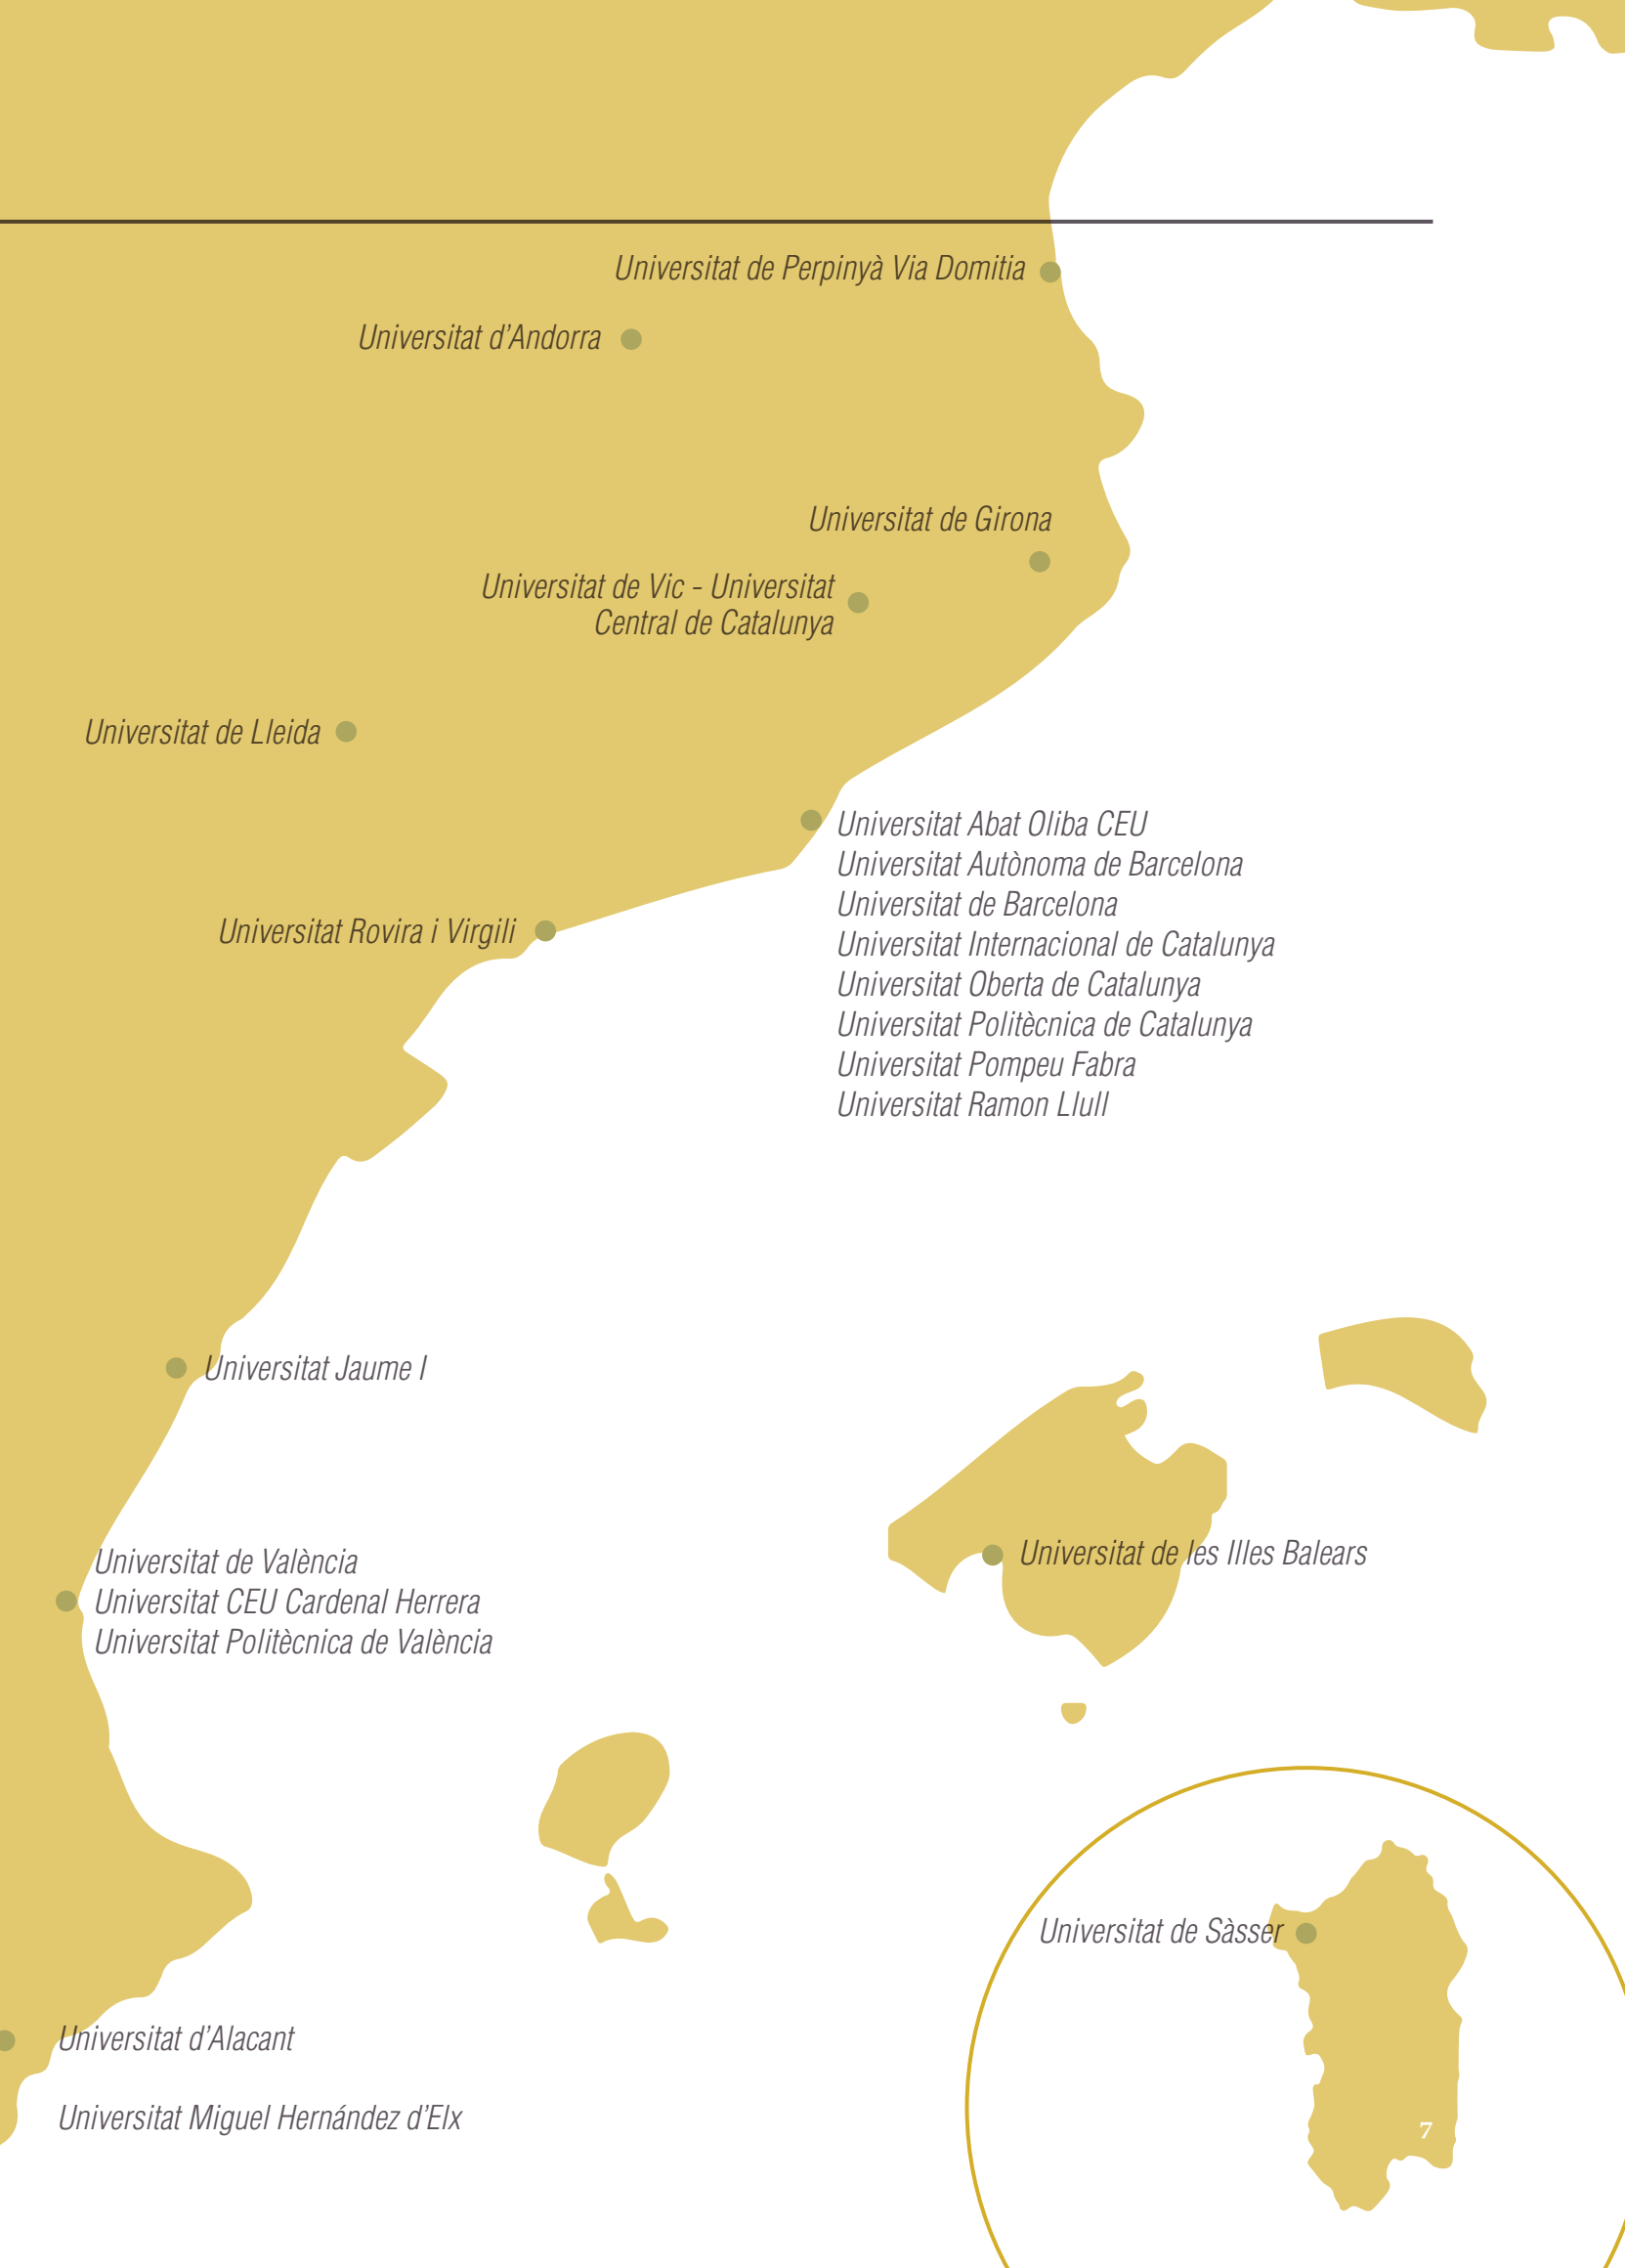 Universitat de Perpinyà Via Domitia
Universitat d’Andorra
Universitat de Girona
Universitat de Vic - Universitat
Central de Catalunya
Universitat de Lleida
Universitat Abat Oliba CEU
Universitat Autònoma de Barcelona
Universitat de Barcelona
Universitat Internacional de Catalunya
Universitat Oberta de Catalunya
Universitat Politècnica de Catalunya
Universitat Pompeu Fabra
Universitat Ramon Llull
Universitat Rovira i Virgili
Universitat Jaume I
Universitat de les Illes Balears
Universitat de València
Universitat CEU Cardenal Herrera
Universitat Politècnica de València
Universitat de Sàsser
Universitat d’Alacant
Universitat Miguel Hernández d’Elx
7